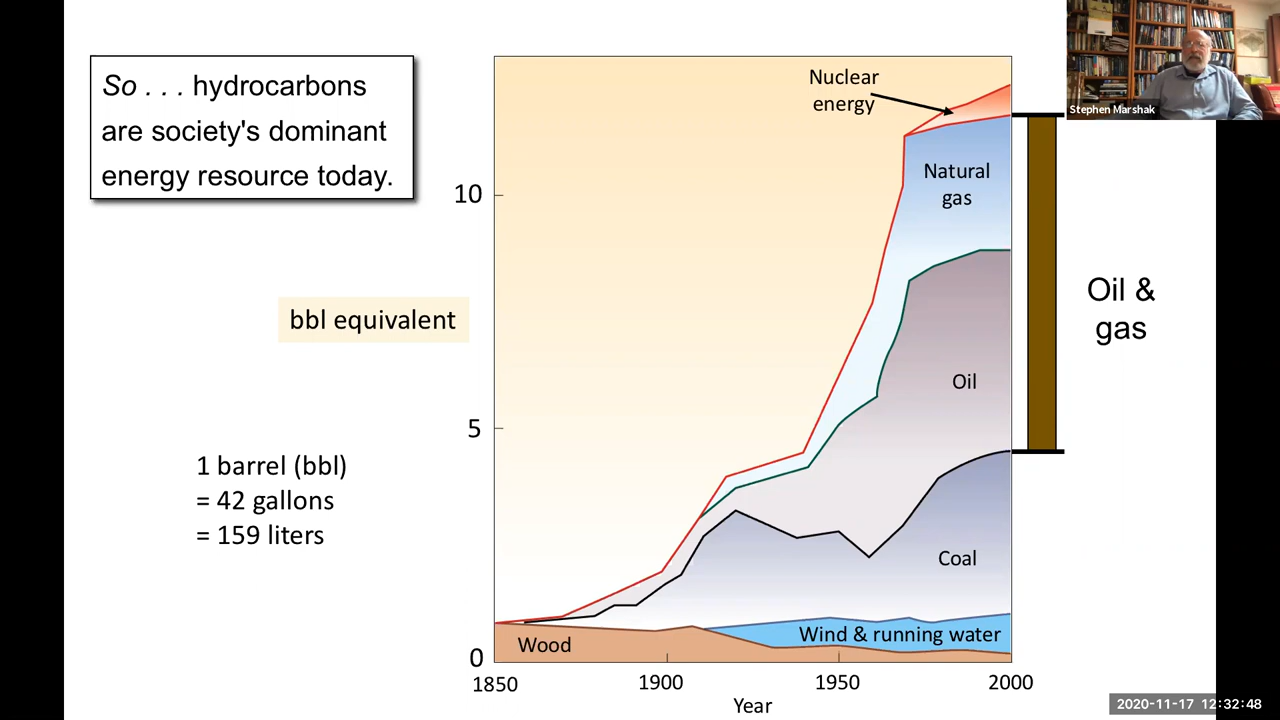 So . . . hydrocarbons
are society's dominant
energy resource today.
bbl equivalent
1 barrel (bbl)
= 42 gallons
= 159 liters
10
5
0
Nuclear
energy
Natural
gas
Oil
Coal
Wind & running water
Wood
1850
1900
1950
2000
Year
Oil &
gas
Stephen Marshak
2020-11-17 12:32:48